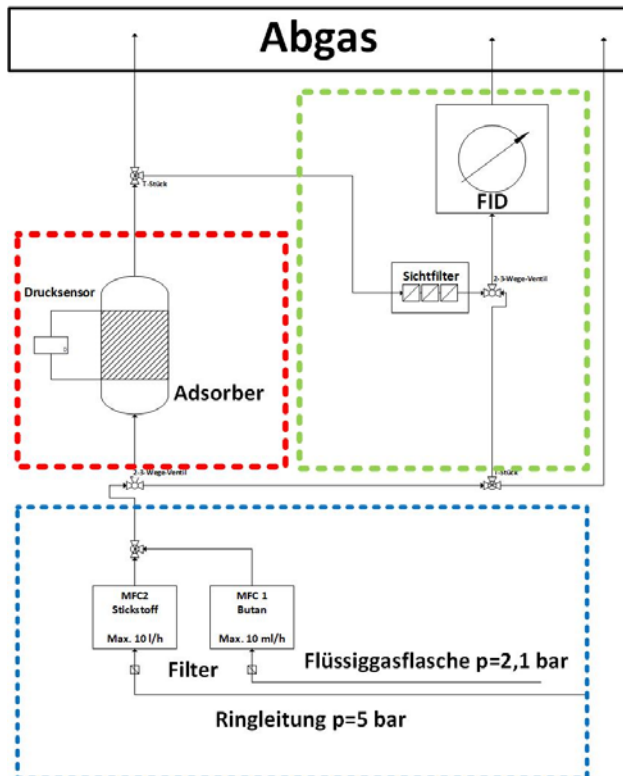 Abgas
T-Stück
FID
2-3-Wege-Ventil
Sichtfilter
Drucksensor
Adsorber
2-3-Wege-Ventil
T-Stück
MFC2
Stickstoff
Max. 10 l/h
MFC 1
Butan
Max. 10 ml/h
Filter
Flüssiggasflasche p=2,1 bar
Ringleitung p=5 bar